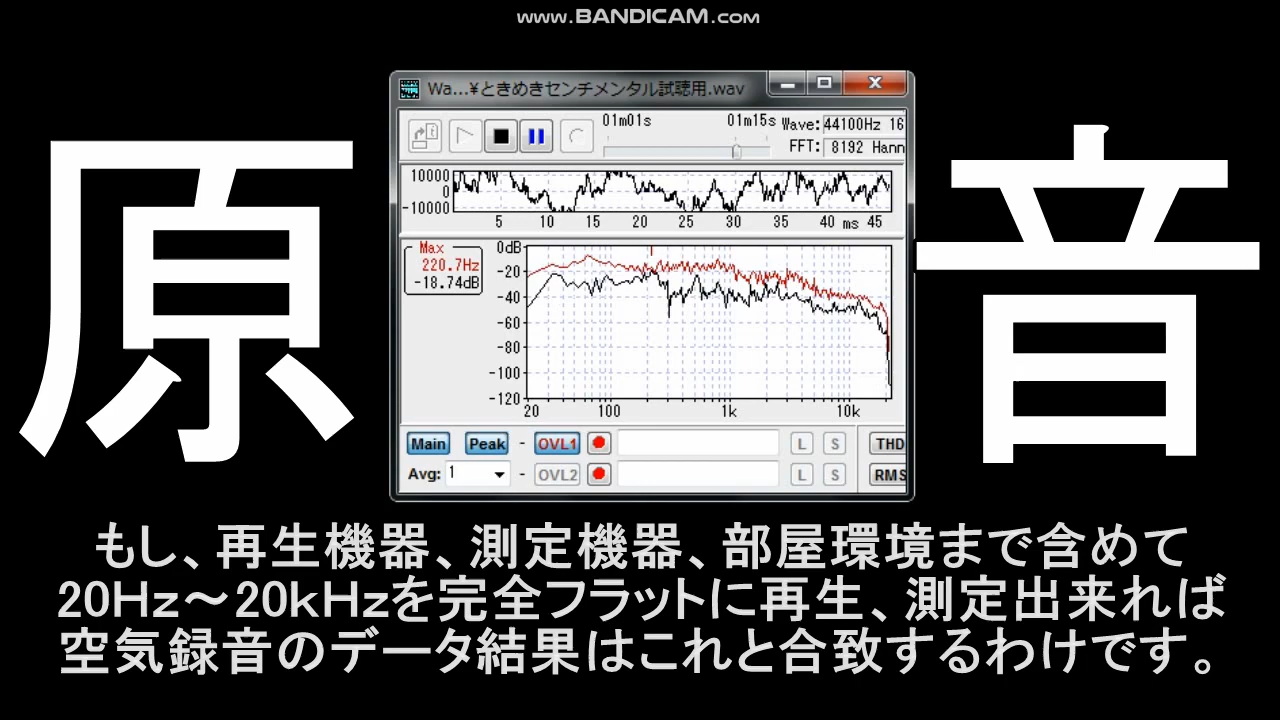 www.BANDICAM.com
Wa...¥ときめきセンチメンタル試聴用.wav
01m01s 01m15s Wave: 44100Hz 16
FFT: 8192 Hann
10000
0
-10000
5 10 15 20 25 30 35 40 ms 45
Max
220.7Hz
-18.74dB
0dB
-20
-40
-60
-80
-100
-120
20 100 1k 10k
Main Peak - OVL1 L S THD
Avg: 1 - OVL2 L S RMS
原音
もし、再生機器、測定機器、部屋環境まで含めて
20Hz～20kHzを完全フラットに再生、測定出来れば
空気録音のデータ結果はこれと合致するわけです。